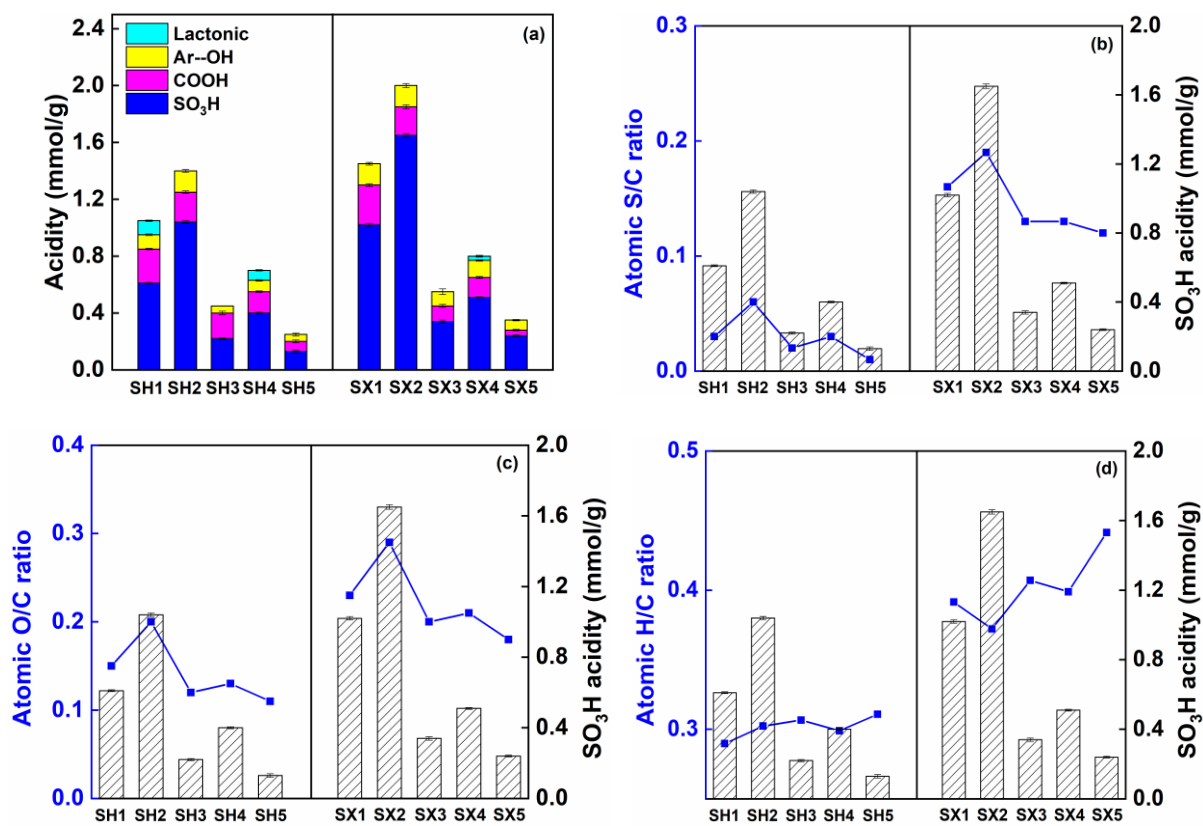 (a)
Lactonic
Ar--OH
COOH
SO3H
Acidity (mmol/g)
2.4
2.0
1.6
1.2
0.8
0.4
0.0
SH1 SH2 SH3 SH4 SH5 SX1 SX2 SX3 SX4 SX5
(b)
Atomic S/C ratio
0.3
0.2
0.1
0.0
SO3H acidity (mmol/g)
2.0
1.6
1.2
0.8
0.4
0.0
SH1 SH2 SH3 SH4 SH5 SX1 SX2 SX3 SX4 SX5
(c)
Atomic O/C ratio
0.4
0.3
0.2
0.1
0.0
SO3H acidity (mmol/g)
2.0
1.6
1.2
0.8
0.4
0.0
SH1 SH2 SH3 SH4 SH5 SX1 SX2 SX3 SX4 SX5
(d)
Atomic H/C ratio
0.5
0.4
0.3
SO3H acidity (mmol/g)
2.0
1.6
1.2
0.8
0.4
0.0
SH1 SH2 SH3 SH4 SH5 SX1 SX2 SX3 SX4 SX5